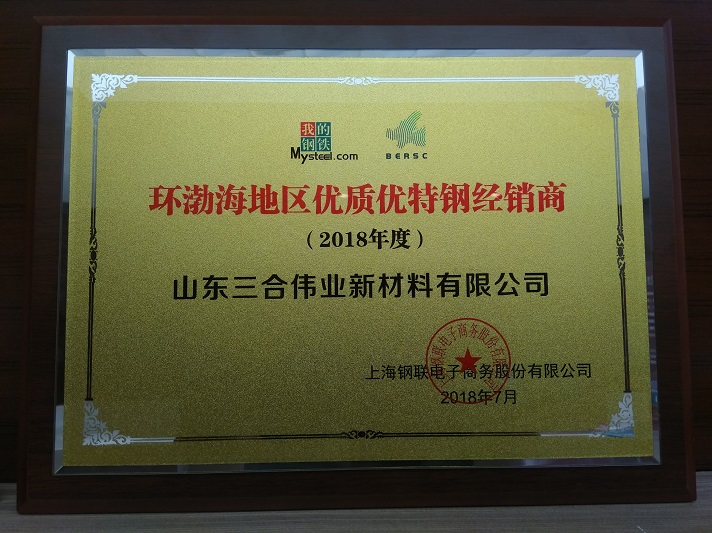 我的
钢铁
Mysteel.com
BERSC
环渤海地区优质优特钢经销商
（2018年度）
山东三合伟业新材料有限公司
上海钢联电子商务股份有限公司
2018年7月